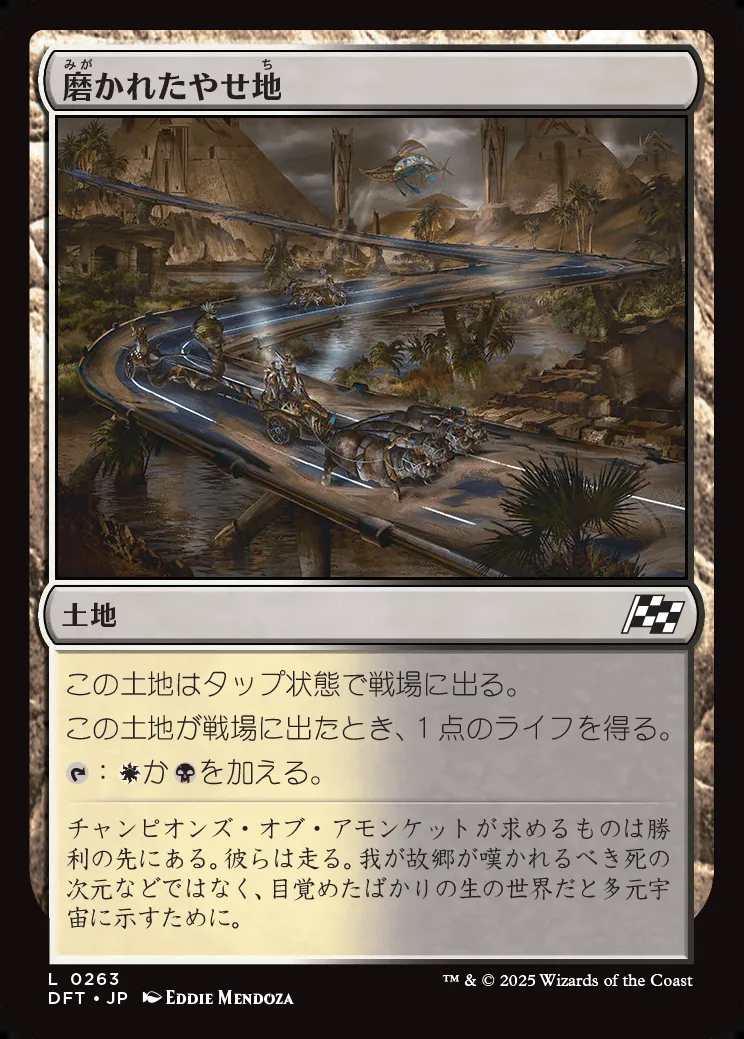 磨かれたやせ地
土地
この土地はタップ状態で戦場に出る。
この土地が戦場に出たとき、1点のライフを得る。
：か を加える。
チャンピオンズ・オブ・アモンケットが求めるものは勝
利の先にある。彼らは走る。我が故郷が嘆かれるべき死の
次元などではなく、目覚めたばかりの生の世界だと多元宇
宙に示すために。
L 0263
DFT • JP EDDIE MENDOZA
™ & © 2025 Wizards of the Coast